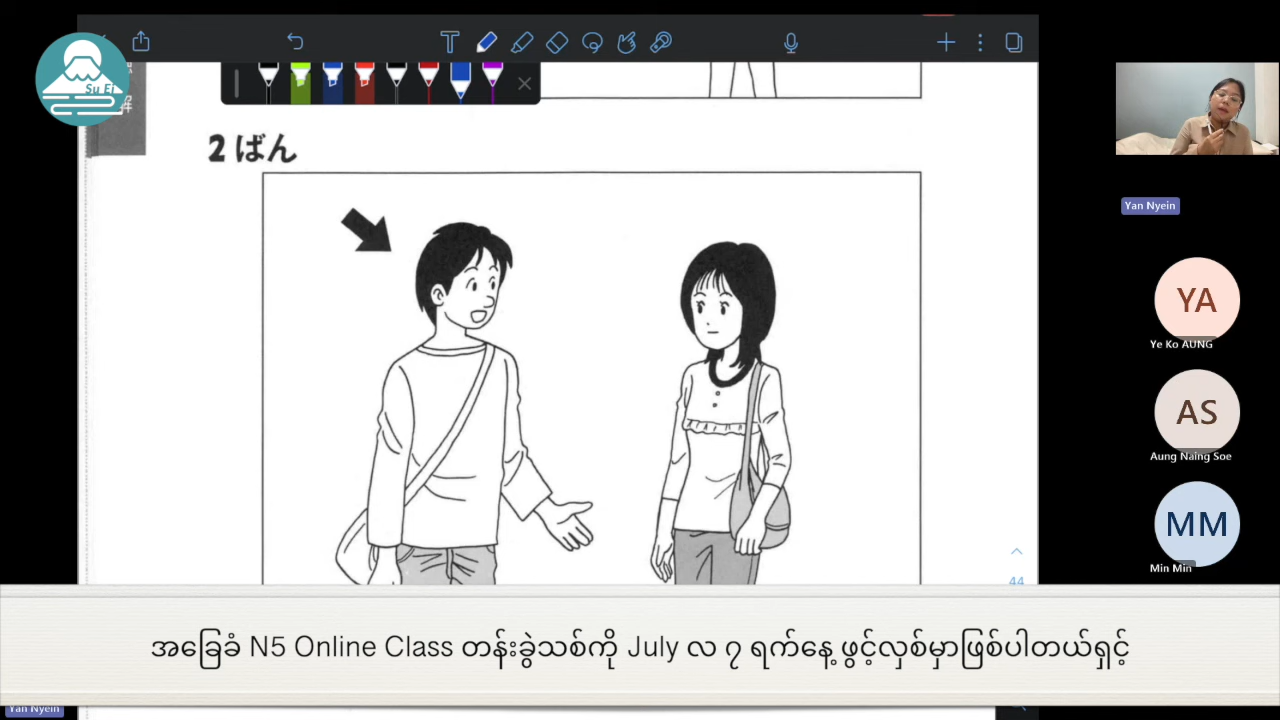 Su Ei
解
2ばん
Yan Nyein
YA
Ye Ko AUNG
AS
Aung Naing Soe
MM
Min Min
44
အခြေခံ N5 Online Class တန်းခွဲသစ်ကို July လ ၇ ရက်နေ့ ဖွင့်လှစ်မှာဖြစ်ပါတယ်ရှင့်
Yan Nyein